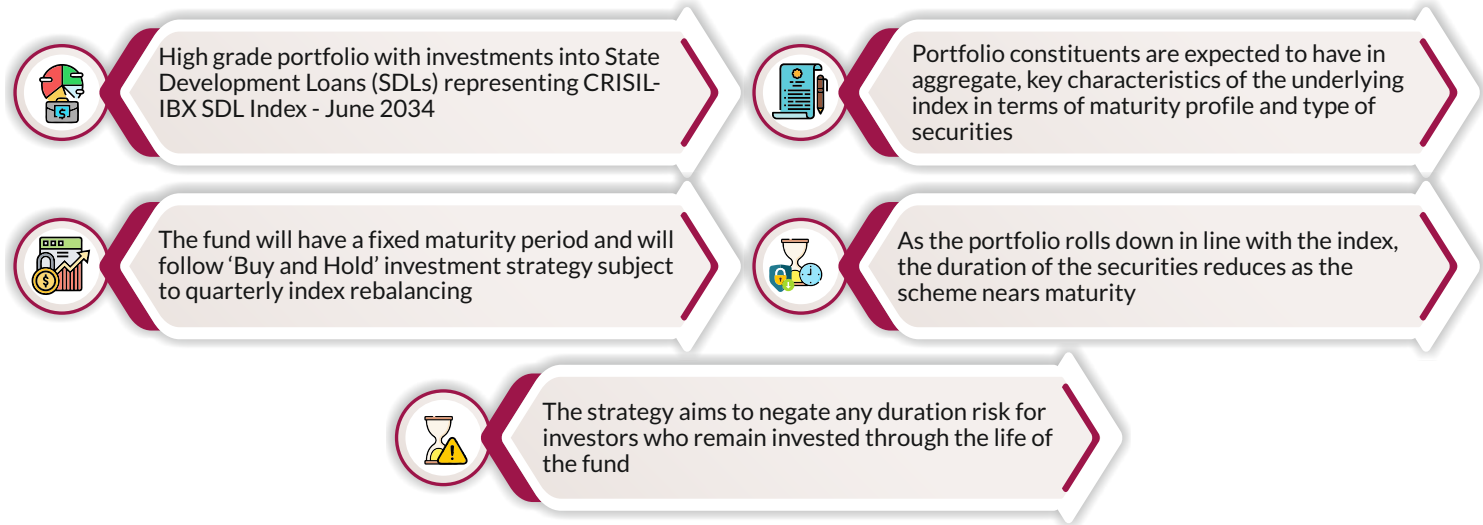 High grade portfolio with investments into State
Development Loans (SDLs) representing CRISIL-
IBX SDL Index - June 2034
Portfolio constituents are expected to have in
aggregate, key characteristics of the underlying
index in terms of maturity profile and type of
securities
The fund will have a fixed maturity period and will
follow ‘Buy and Hold’ investment strategy subject
to quarterly index rebalancing
As the portfolio rolls down in line with the index,
the duration of the securities reduces as the
scheme nears maturity
The strategy aims to negate any duration risk for
investors who remain invested through the life of
the fund